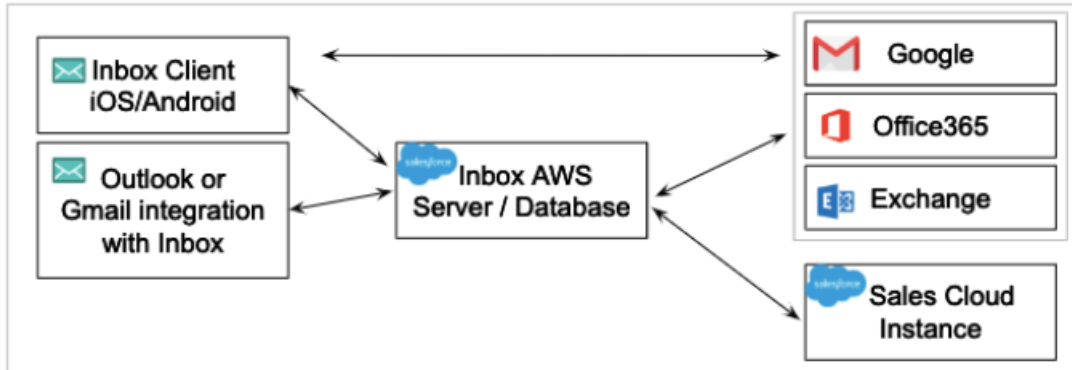 Inbox Client
iOS/Android
Outlook or
Gmail integration
with Inbox
salesforce
Inbox AWS
Server / Database
Google
Office365
E
Exchange
salesforce
Sales Cloud
Instance